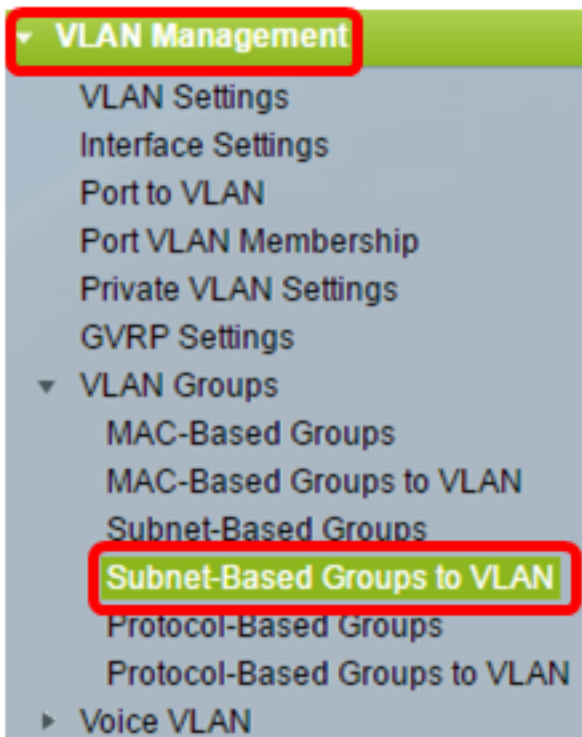 VLAN Management
VLAN Settings
Interface Settings
Port to VLAN
Port VLAN Membership
Private VLAN Settings
GVRP Settings
VLAN Groups
MAC-Based Groups
MAC-Based Groups to VLAN
Subnet-Based Groups
Subnet-Based Groups to VLAN
Protocol-Based Groups
Protocol-Based Groups to VLAN
Voice VLAN